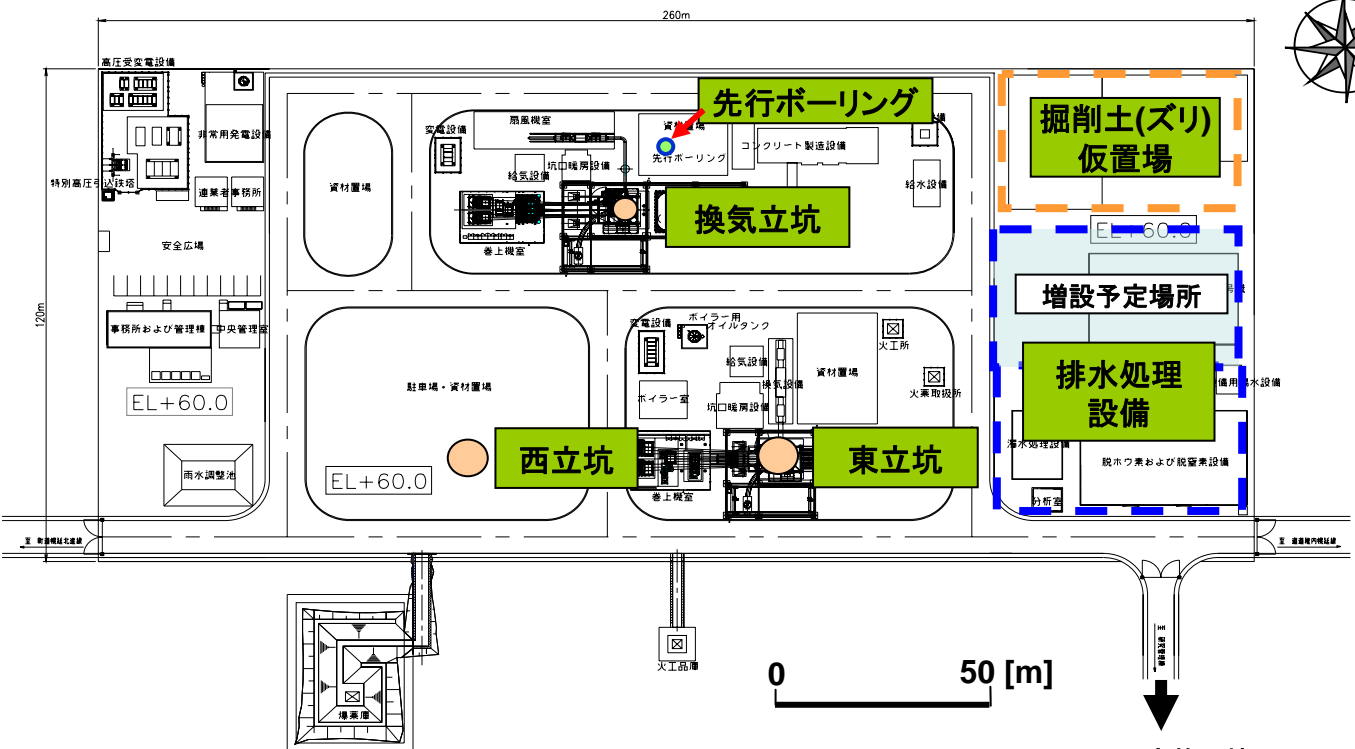 260m
高圧受変電設備
非常用発電設備
特別高圧引込鉄塔
連業者事務所
安全広場
120m
事務所および管理棟
中央管理室
EL+60.0
雨水調整池
資材置場
変電設備
扇風機室
給気設備
坑口暖房設備
巻上機室
先行ボーリング
資材置場
先行ボーリング
コンクリート製造設備
給水設備
換気立坑
掘削土(ズリ)
仮置場
EL+60.0
増設予定場所
排水処理
設備
脱ホウ素および脱窒素設備
分析室
駐車場・資材置場
EL+60.0
西立坑
変電設備
ボイラー用
オイルタンク
給気設備
換気設備
ボイラー室
坑口暖房設備
資材置場
火工所
火薬取扱所
巻上機室
東立坑
火工品庫
爆薬庫
0
50 [m]